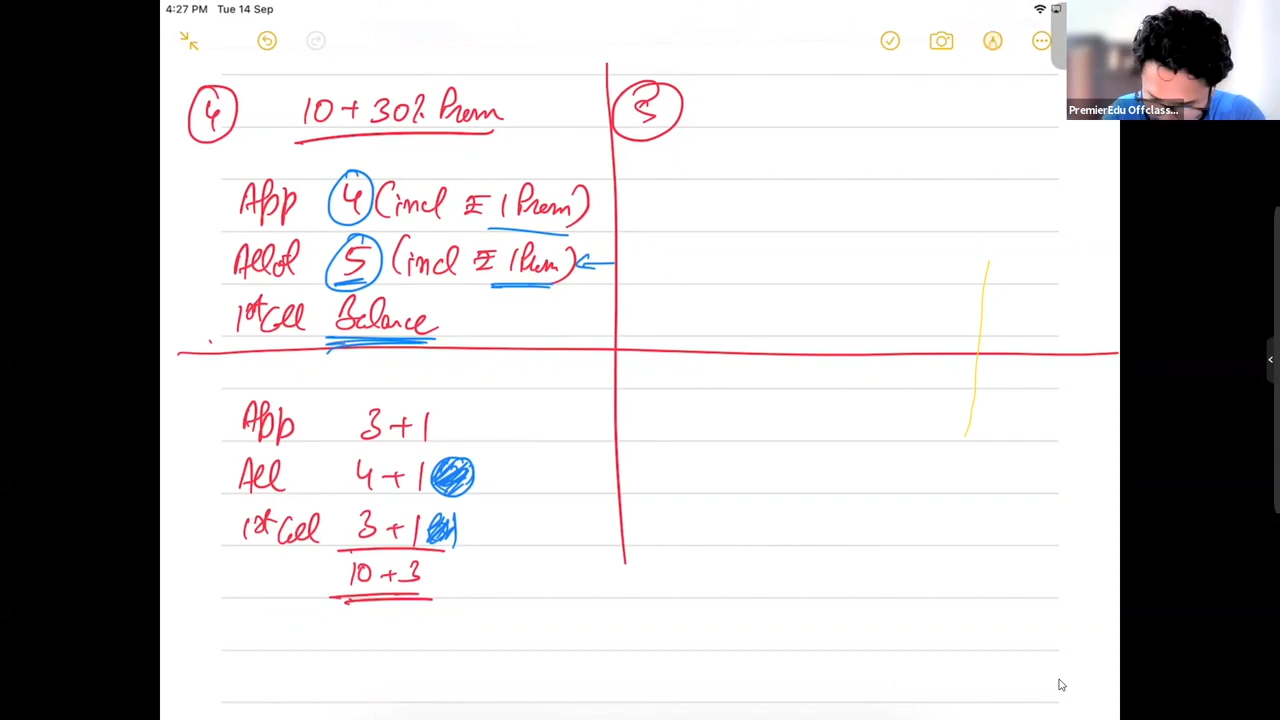 4:27 PM Tue 14 Sep
PremierEdu Offclass...
4 10 + 30% Prem
App 4 (incl ₹ 1 Prem)
Allot 5 (incl ₹ 1 Prem)
1st Call Balance
App 3 + 1
All 4 + 1
1st Call 3 + 1
10 + 3
5